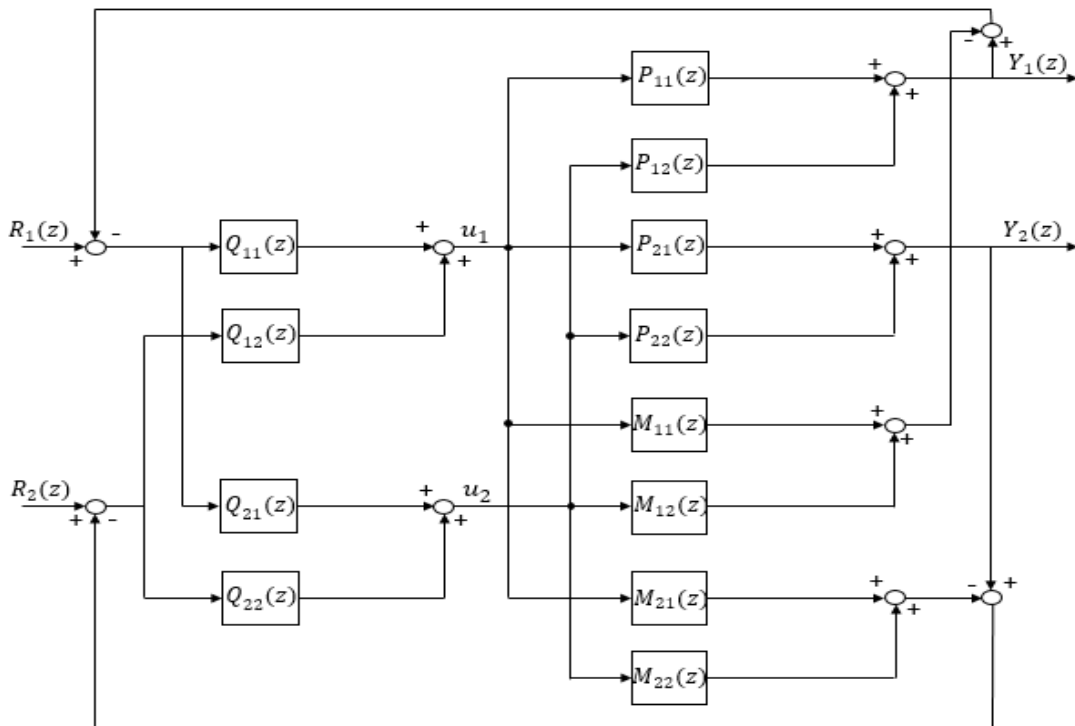 - +
+ + P₁₁(z) Y₁(z)
+
P₁₂(z)
R₁(z) - Q₁₁(z) + u₁ P₂₁(z) + Y₂(z)
+ + +
Q₁₂(z) P₂₂(z)
M₁₁(z) +
+
R₂(z) Q₂₁(z) + u₂ M₁₂(z)
+ - +
Q₂₂(z) M₂₁(z) + - +
+
M₂₂(z)